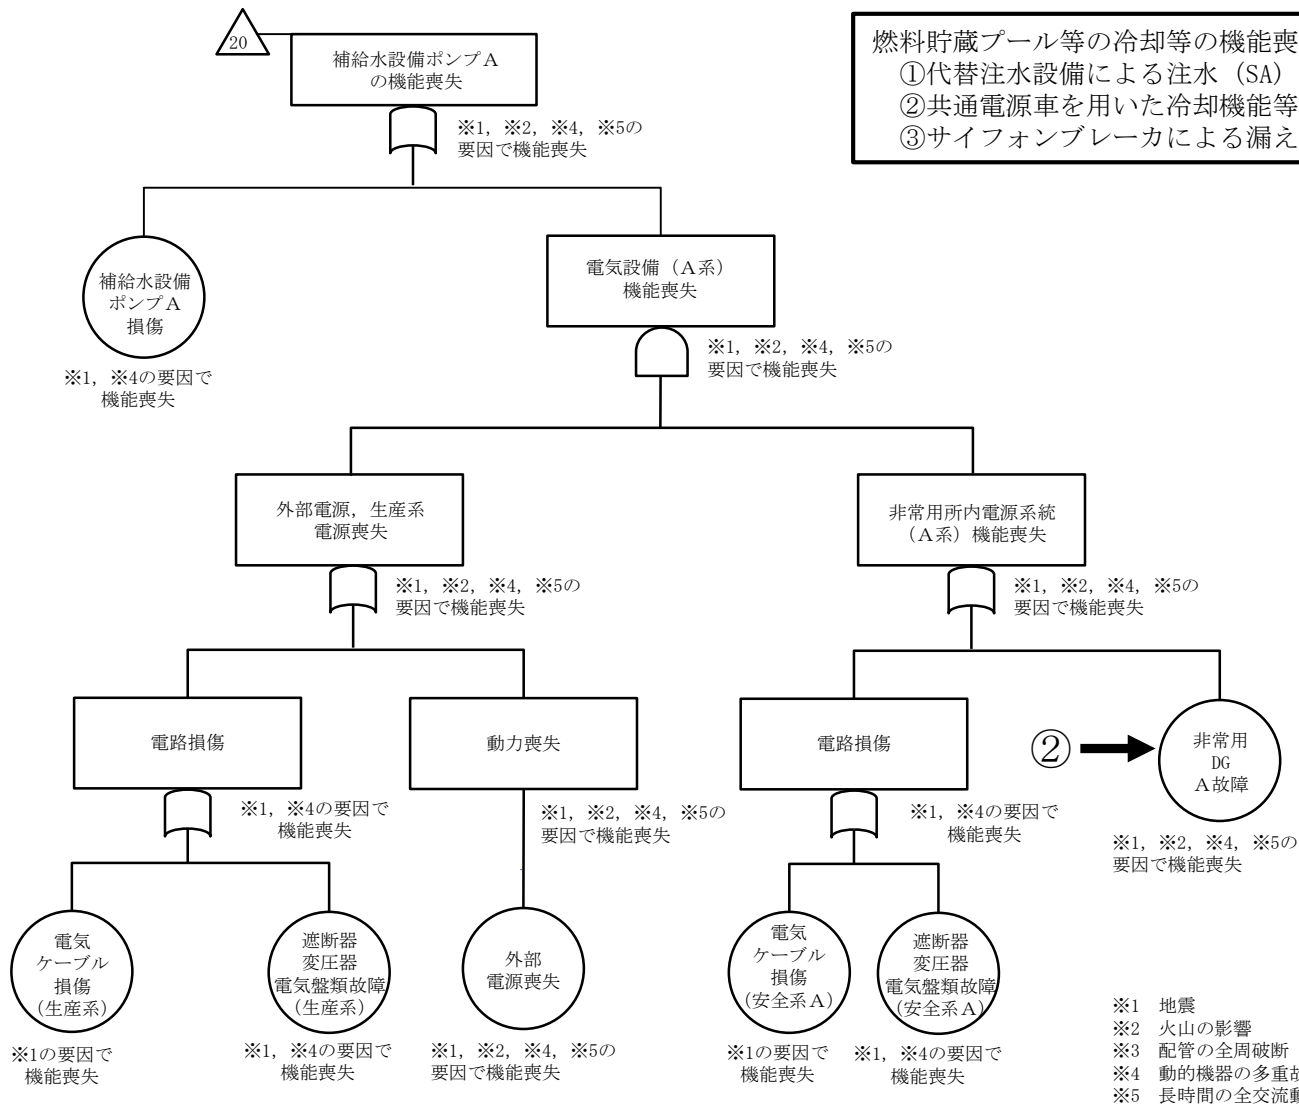 20
補給水設備ポンプＡ
の機能喪失
※1, ※2, ※4, ※5の
要因で機能喪失
燃料貯蔵プール等の冷却等の機能喪
①代替注水設備による注水（SA）
②共通電源車を用いた冷却機能等
③サイフォンブレーカによる漏え
補給水設備
ポンプＡ
損傷
※1, ※4の要因で
機能喪失
電気設備（Ａ系）
機能喪失
※1, ※2, ※4, ※5の
要因で機能喪失
外部電源, 生産系
電源喪失
※1, ※2, ※4, ※5の
要因で機能喪失
非常用所内電源系統
（Ａ系）機能喪失
※1, ※2, ※4, ※5の
要因で機能喪失
電路損傷
※1, ※4の要因で
機能喪失
動力喪失
※1, ※2, ※4, ※5の
要因で機能喪失
電路損傷
※1, ※4の要因で
機能喪失
②
非常用
DG
Ａ故障
※1, ※2, ※4, ※5の
要因で機能喪失
電気
ケーブル
損傷
(生産系)
※1の要因で
機能喪失
遮断器
変圧器
電気盤類故障
(生産系)
※1, ※4の要因で
機能喪失
外部
電源喪失
※1, ※2, ※4, ※5の
要因で機能喪失
電気
ケーブル
損傷
(安全系Ａ)
※1の要因で
機能喪失
遮断器
変圧器
電気盤類故障
(安全系Ａ)
※1, ※4の要因で
機能喪失
※1 地震
※2 火山の影響
※3 配管の全周破断
※4 動的機器の多重故
※5 長時間の全交流動